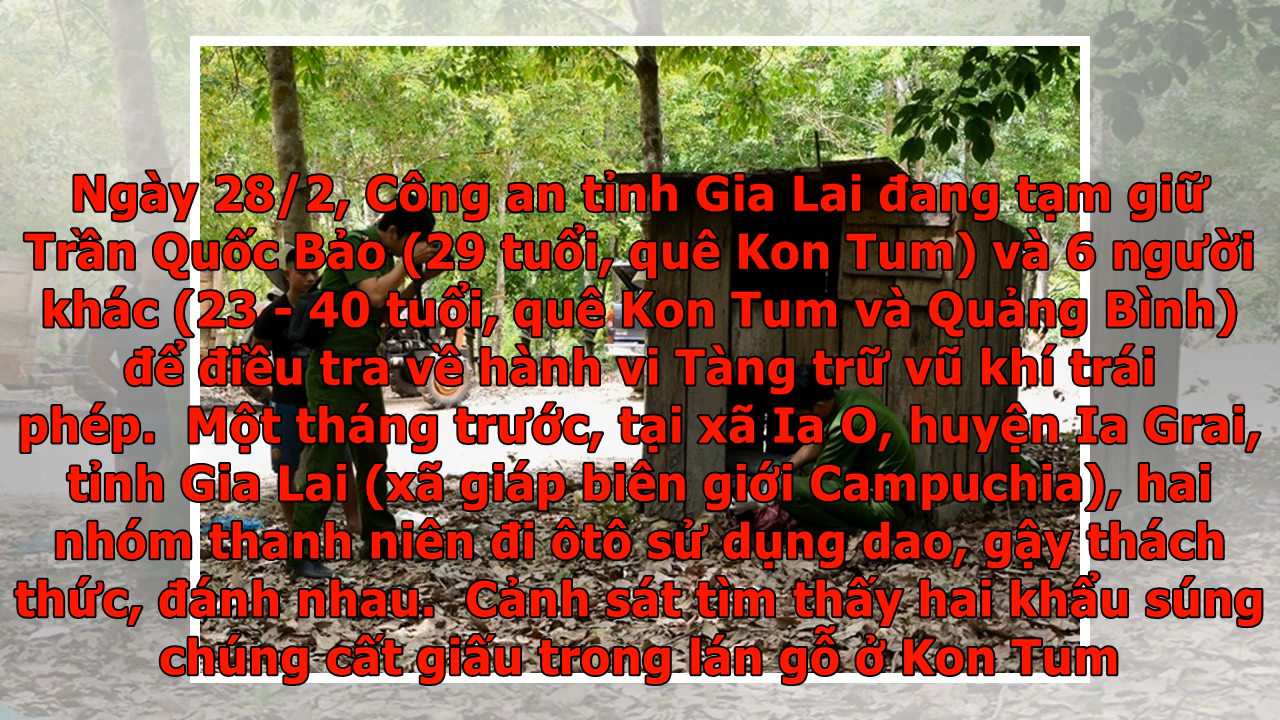 Ngày 28/2, Công an tỉnh Gia Lai đang tạm giữ
Trần Quốc Bảo (29 tuổi, quê Kon Tum) và 6 người
khác (23 - 40 tuổi, quê Kon Tum và Quảng Bình)
để điều tra về hành vi Tàng trữ vũ khí trái
phép.  Một tháng trước, tại xã Ia O, huyện Ia Grai,
tỉnh Gia Lai (xã giáp biên giới Campuchia), hai
nhóm thanh niên đi ôtô sử dụng dao, gậy thách
thức, đánh nhau.  Cảnh sát tìm thấy hai khẩu súng
chúng cất giấu trong lán gỗ ở Kon Tum